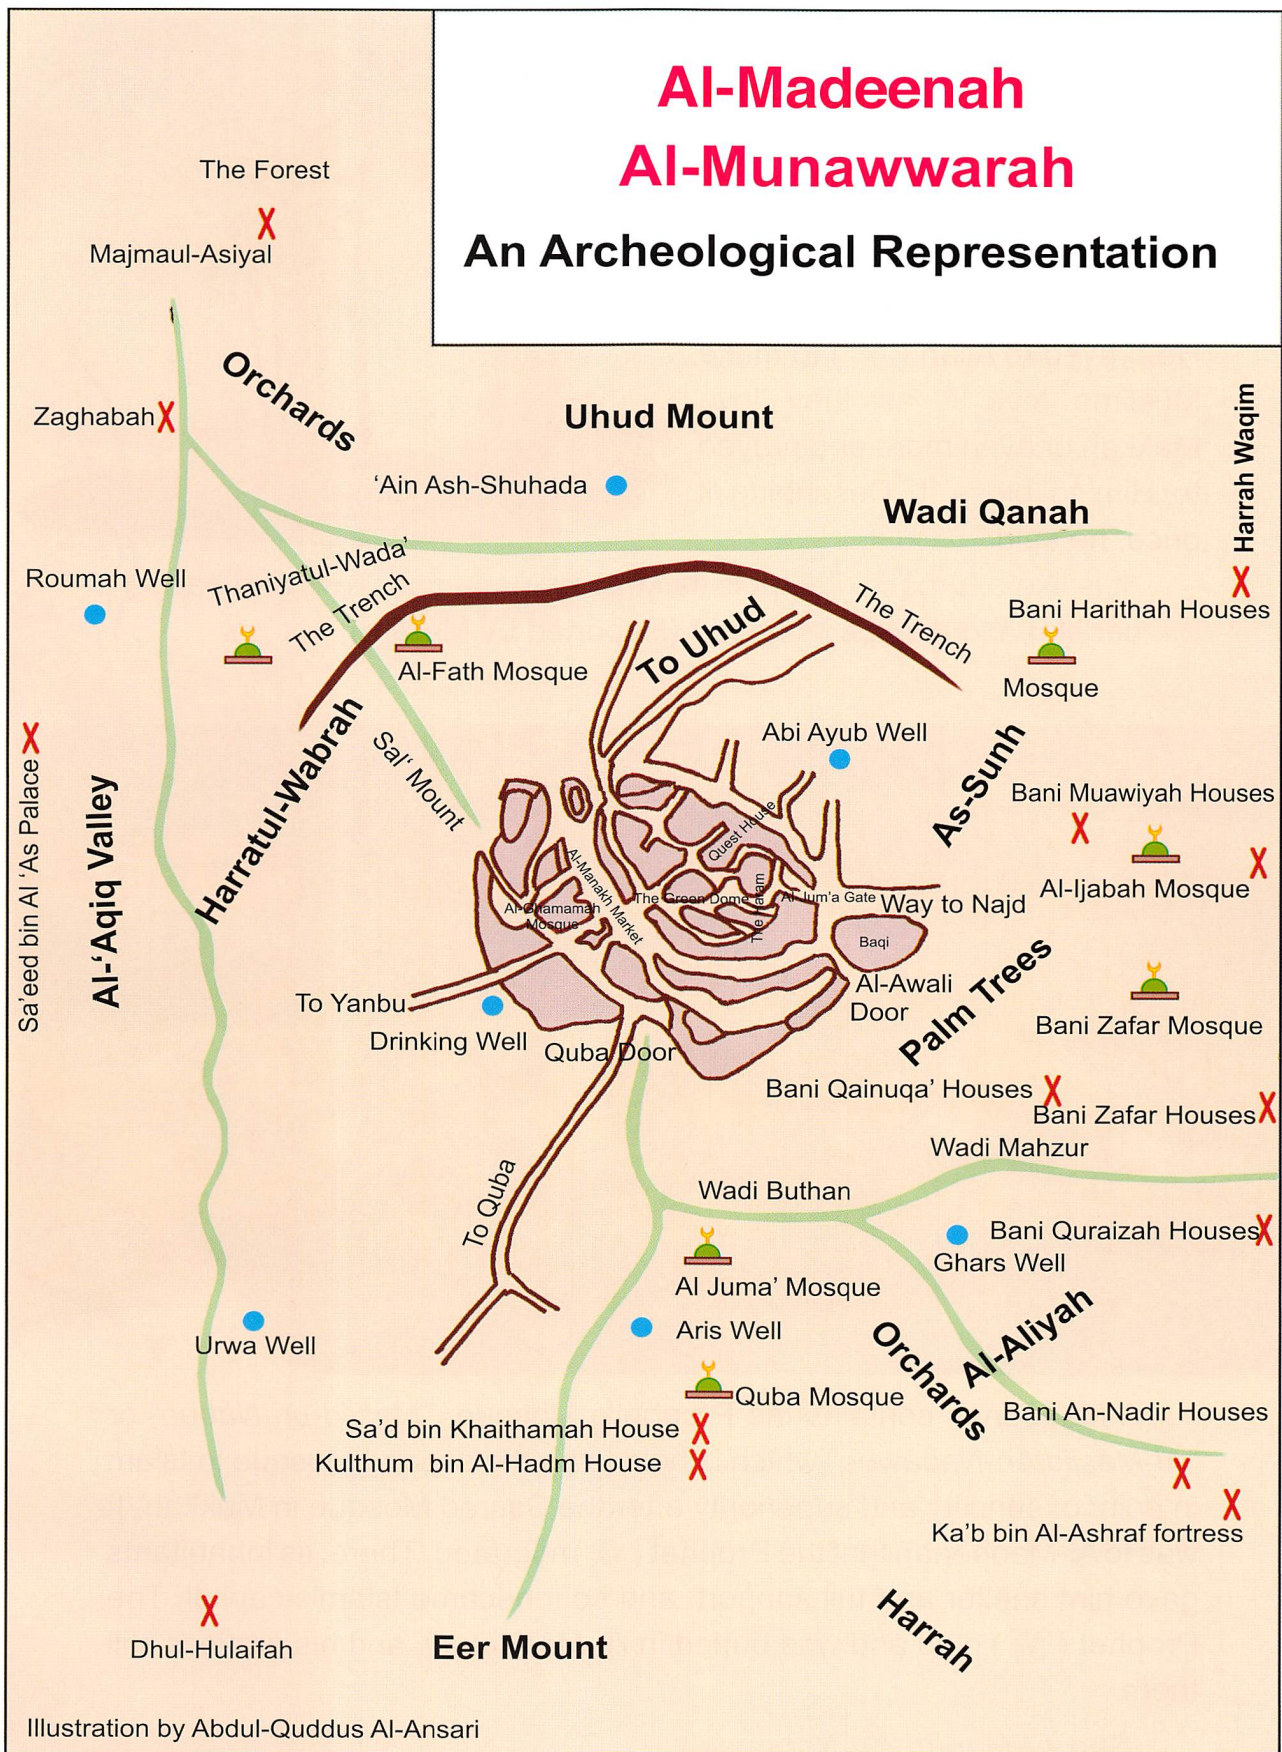 Al-Madeenah
Al-Munawwarah
An Archeological Representation
The Forest
Majmaul-Asiyal
Orchards
Zaghabah
Uhud Mount
Harrah Waqim
‘Ain Ash-Shuhada
Wadi Qanah
Thaniyatul-Wada’
Roumah Well
The Trench
The Trench
Bani Harithah Houses
To Uhud
Al-Fath Mosque
Mosque
Harratul-Wabrah
Sal‘ Mount
Abi Ayub Well
As-Sunh
Sa’eed bin Al ‘As Palace
Al-‘Aqiq Valley
Bani Muawiyah Houses
Quest House
Al-Manakh Market
Al-Ijabah Mosque
Al-Ghamamah
Mosque
The Green Dome
The Haram
Al-Jum’a Gate
Way to Najd
Baqi
Palm Trees
Al-Awali
Door
To Yanbu
Bani Zafar Mosque
Drinking Well
Quba Door
Bani Qainuqa’ Houses
Bani Zafar Houses
Wadi Mahzur
To Quba
Wadi Buthan
Bani Quraizah Houses
Ghars Well
Al Juma’ Mosque
Urwa Well
Aris Well
Al-Aliyah
Orchards
Quba Mosque
Bani An-Nadir Houses
Sa’d bin Khaithamah House
Kulthum bin Al-Hadm House
Ka’b bin Al-Ashraf fortress
Harrah
Dhul-Hulaifah
Eer Mount
Illustration by Abdul-Quddus Al-Ansari